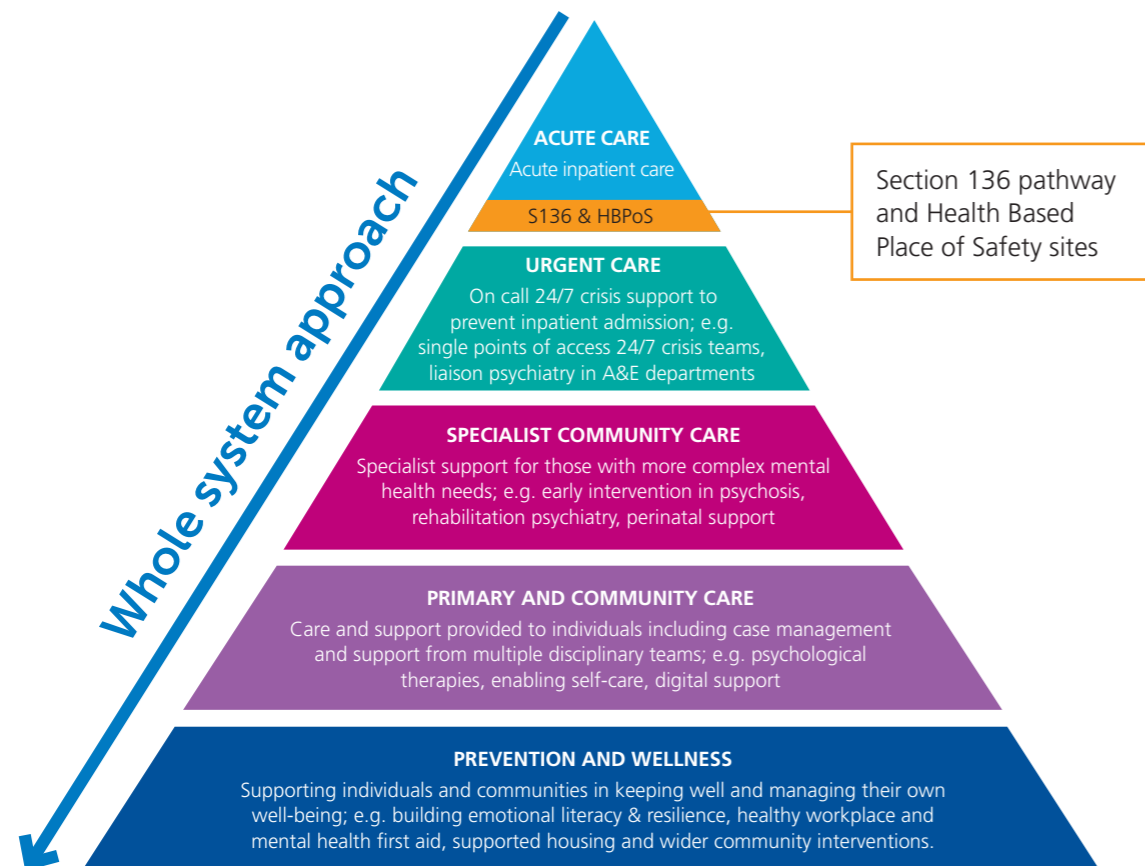 Whole system approach
ACUTE CARE
Acute inpatient care
S136 & HBPoS
Section 136 pathway
and Health Based
Place of Safety sites
URGENT CARE
On call 24/7 crisis support to
prevent inpatient admission; e.g.
single points of access 24/7 crisis teams,
liaison psychiatry in A&E departments
SPECIALIST COMMUNITY CARE
Specialist support for those with more complex mental
health needs; e.g. early intervention in psychosis,
rehabilitation psychiatry, perinatal support
PRIMARY AND COMMUNITY CARE
Care and support provided to individuals including case management
and support from multiple disciplinary teams; e.g. psychological
therapies, enabling self-care, digital support
PREVENTION AND WELLNESS
Supporting individuals and communities in keeping well and managing their own
well-being; e.g. building emotional literacy & resilience, healthy workplace and
mental health first aid, supported housing and wider community interventions.